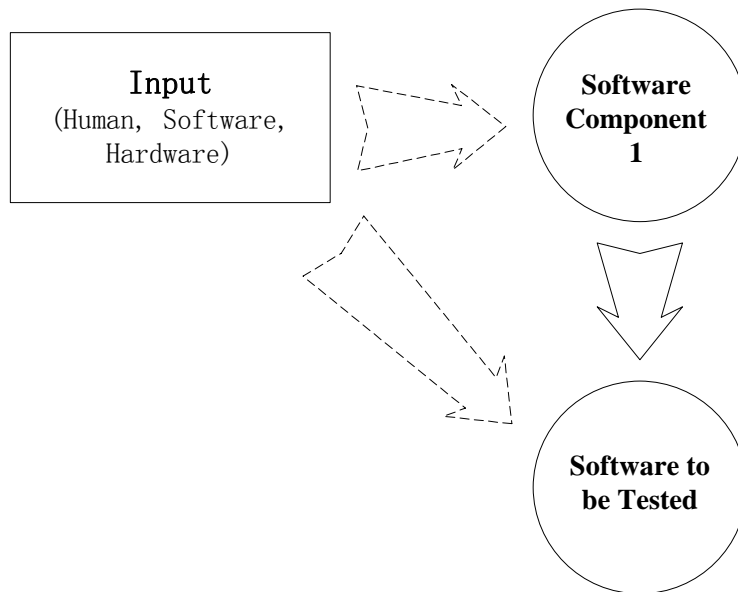 Input
(Human, Software,
Hardware)
Software
Component
1
Software to
be Tested